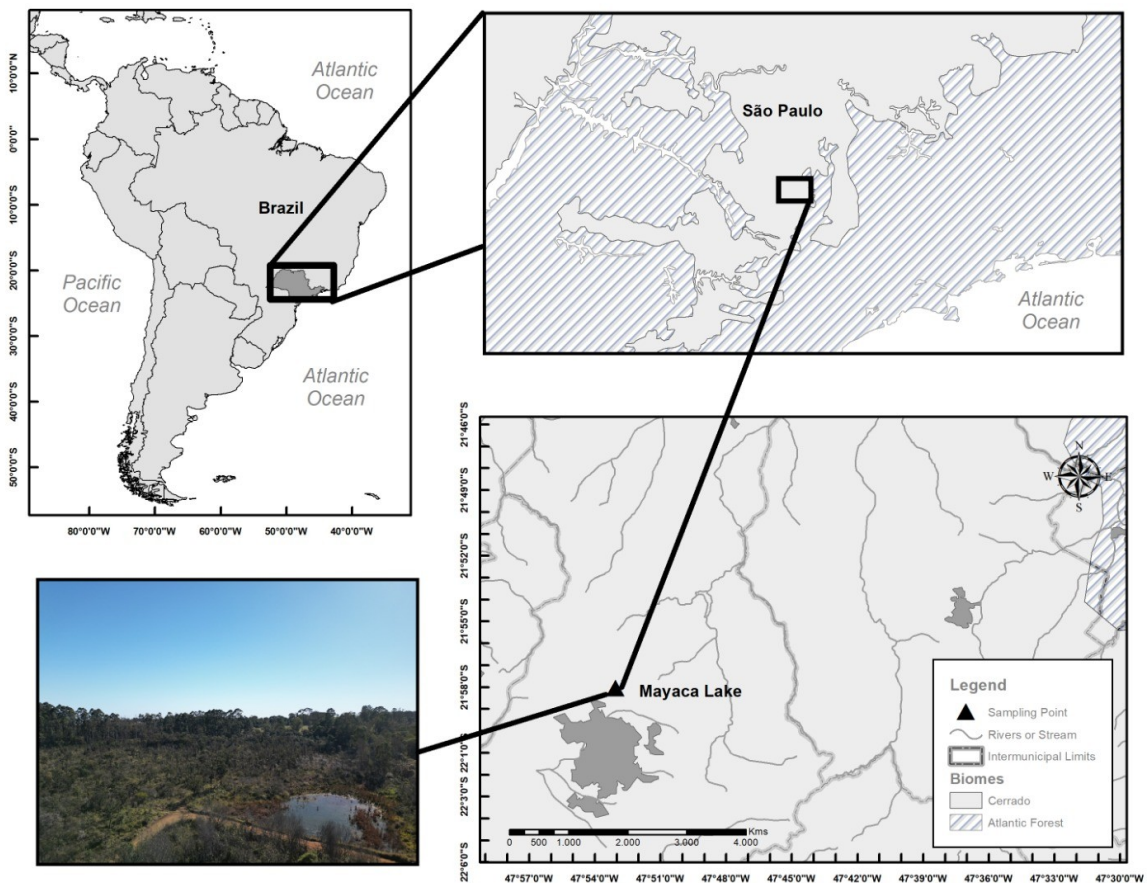 Atlantic
Ocean
Brazil
Pacific
Ocean
Atlantic
Ocean
10°0'0"N
0°0'0"
10°0'0"S
20°0'0"S
30°0'0"S
40°0'0"S
50°0'0"S
80°0'0"W
70°0'0"W
60°0'0"W
50°0'0"W
40°0'0"W
São Paulo
Atlantic
Ocean
21°46'0"S
21°49'0"S
21°52'0"S
21°55'0"S
21°58'0"S
22°1'0"S
22°3'0"S
22°6'0"S
N
W
E
S
Mayaca Lake
Legend
Sampling Point
Rivers or Stream
Intermunicipal Limits
Biomes
Cerrado
Atlantic Forest
Kms
0 500 1.000 2.000 3.000 4.000
47°57'0"W
47°54'0"W
47°51'0"W
47°48'0"W
47°45'0"W
47°42'0"W
47°39'0"W
47°36'0"W
47°33'0"W
47°30'0"W